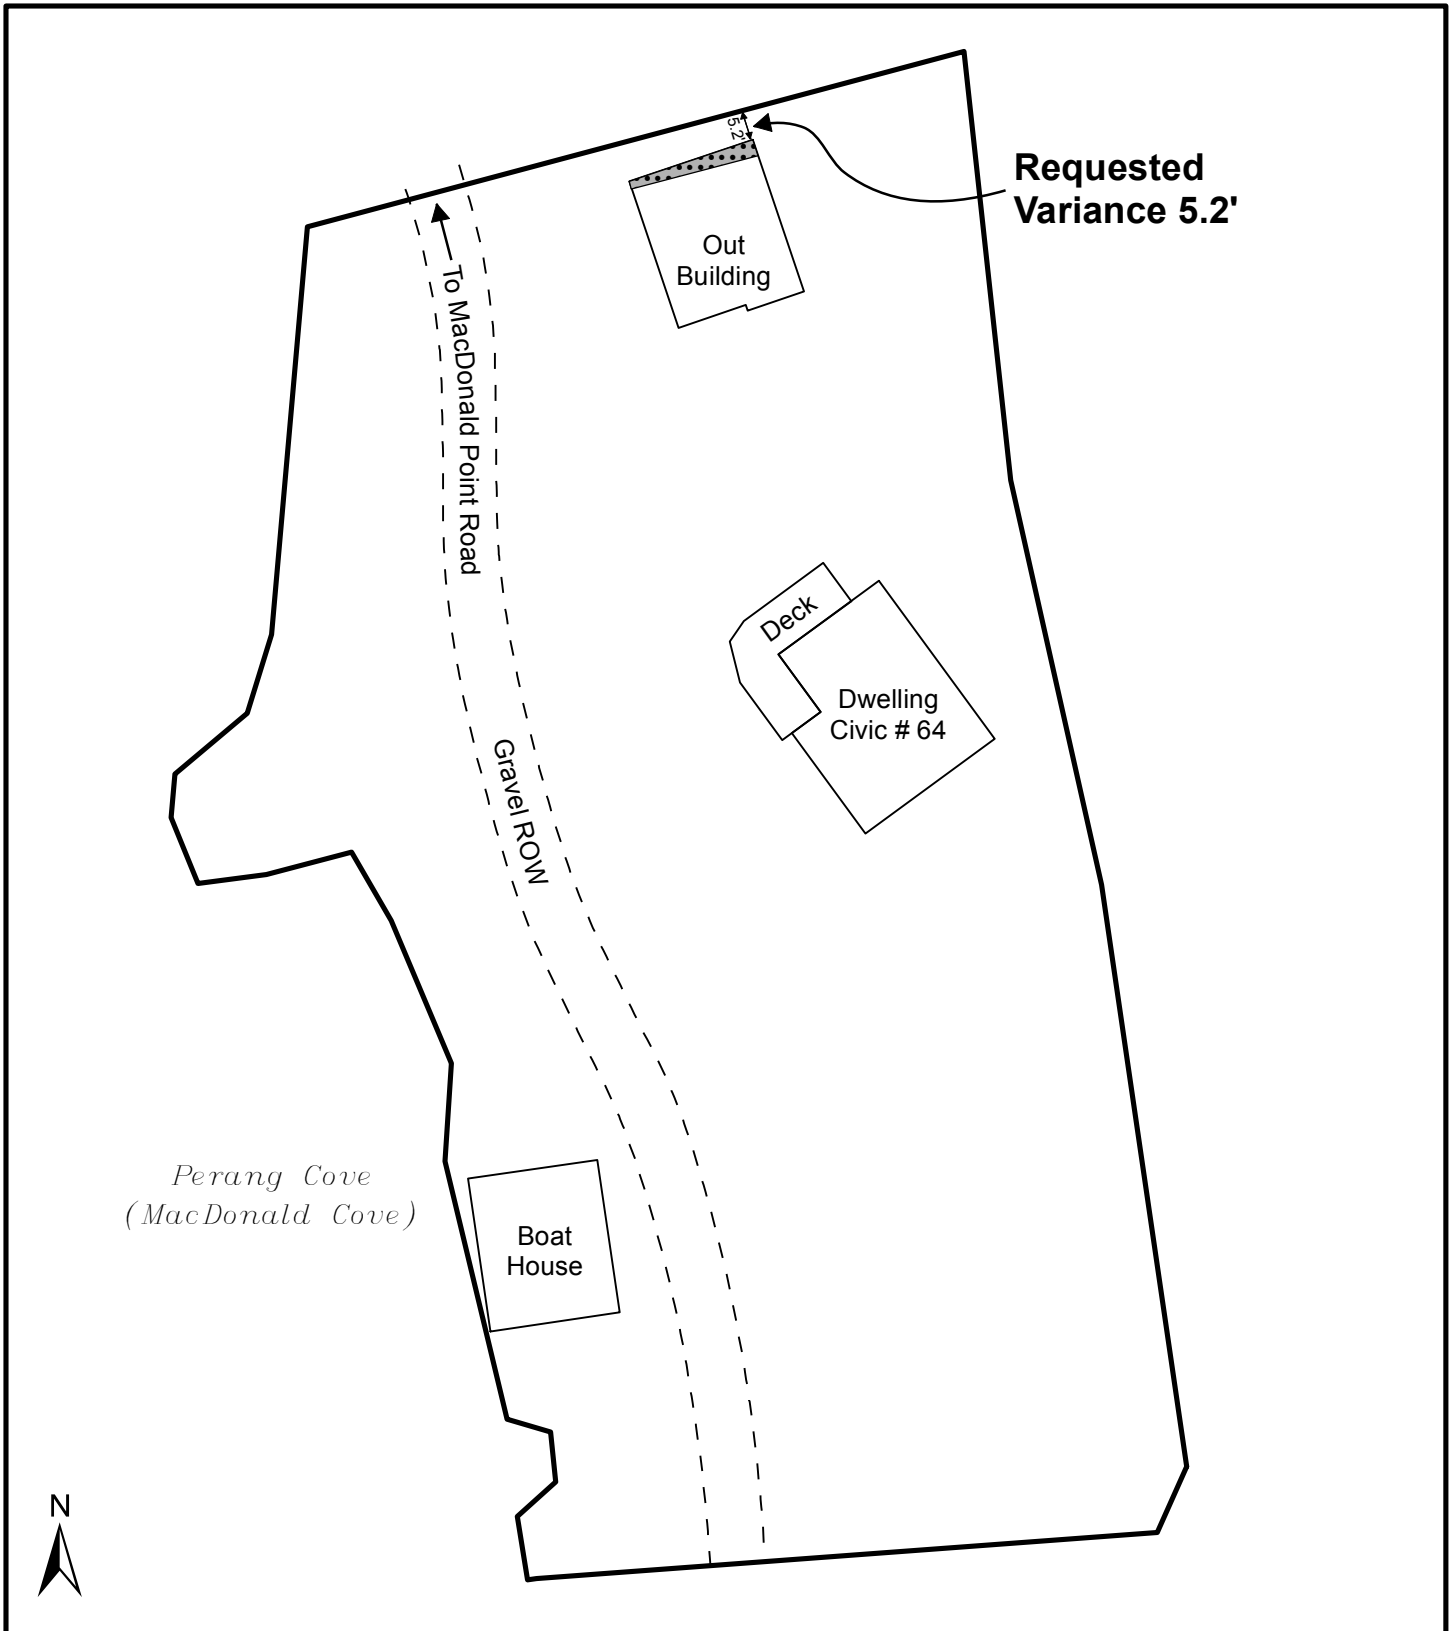 5.2'
Requested
Variance 5.2'
Out
Building
To MacDonald Point Road
Deck
Dwelling
Civic # 64
Gravel ROW
Perang Cove
(MacDonald Cove)
Boat
House
N